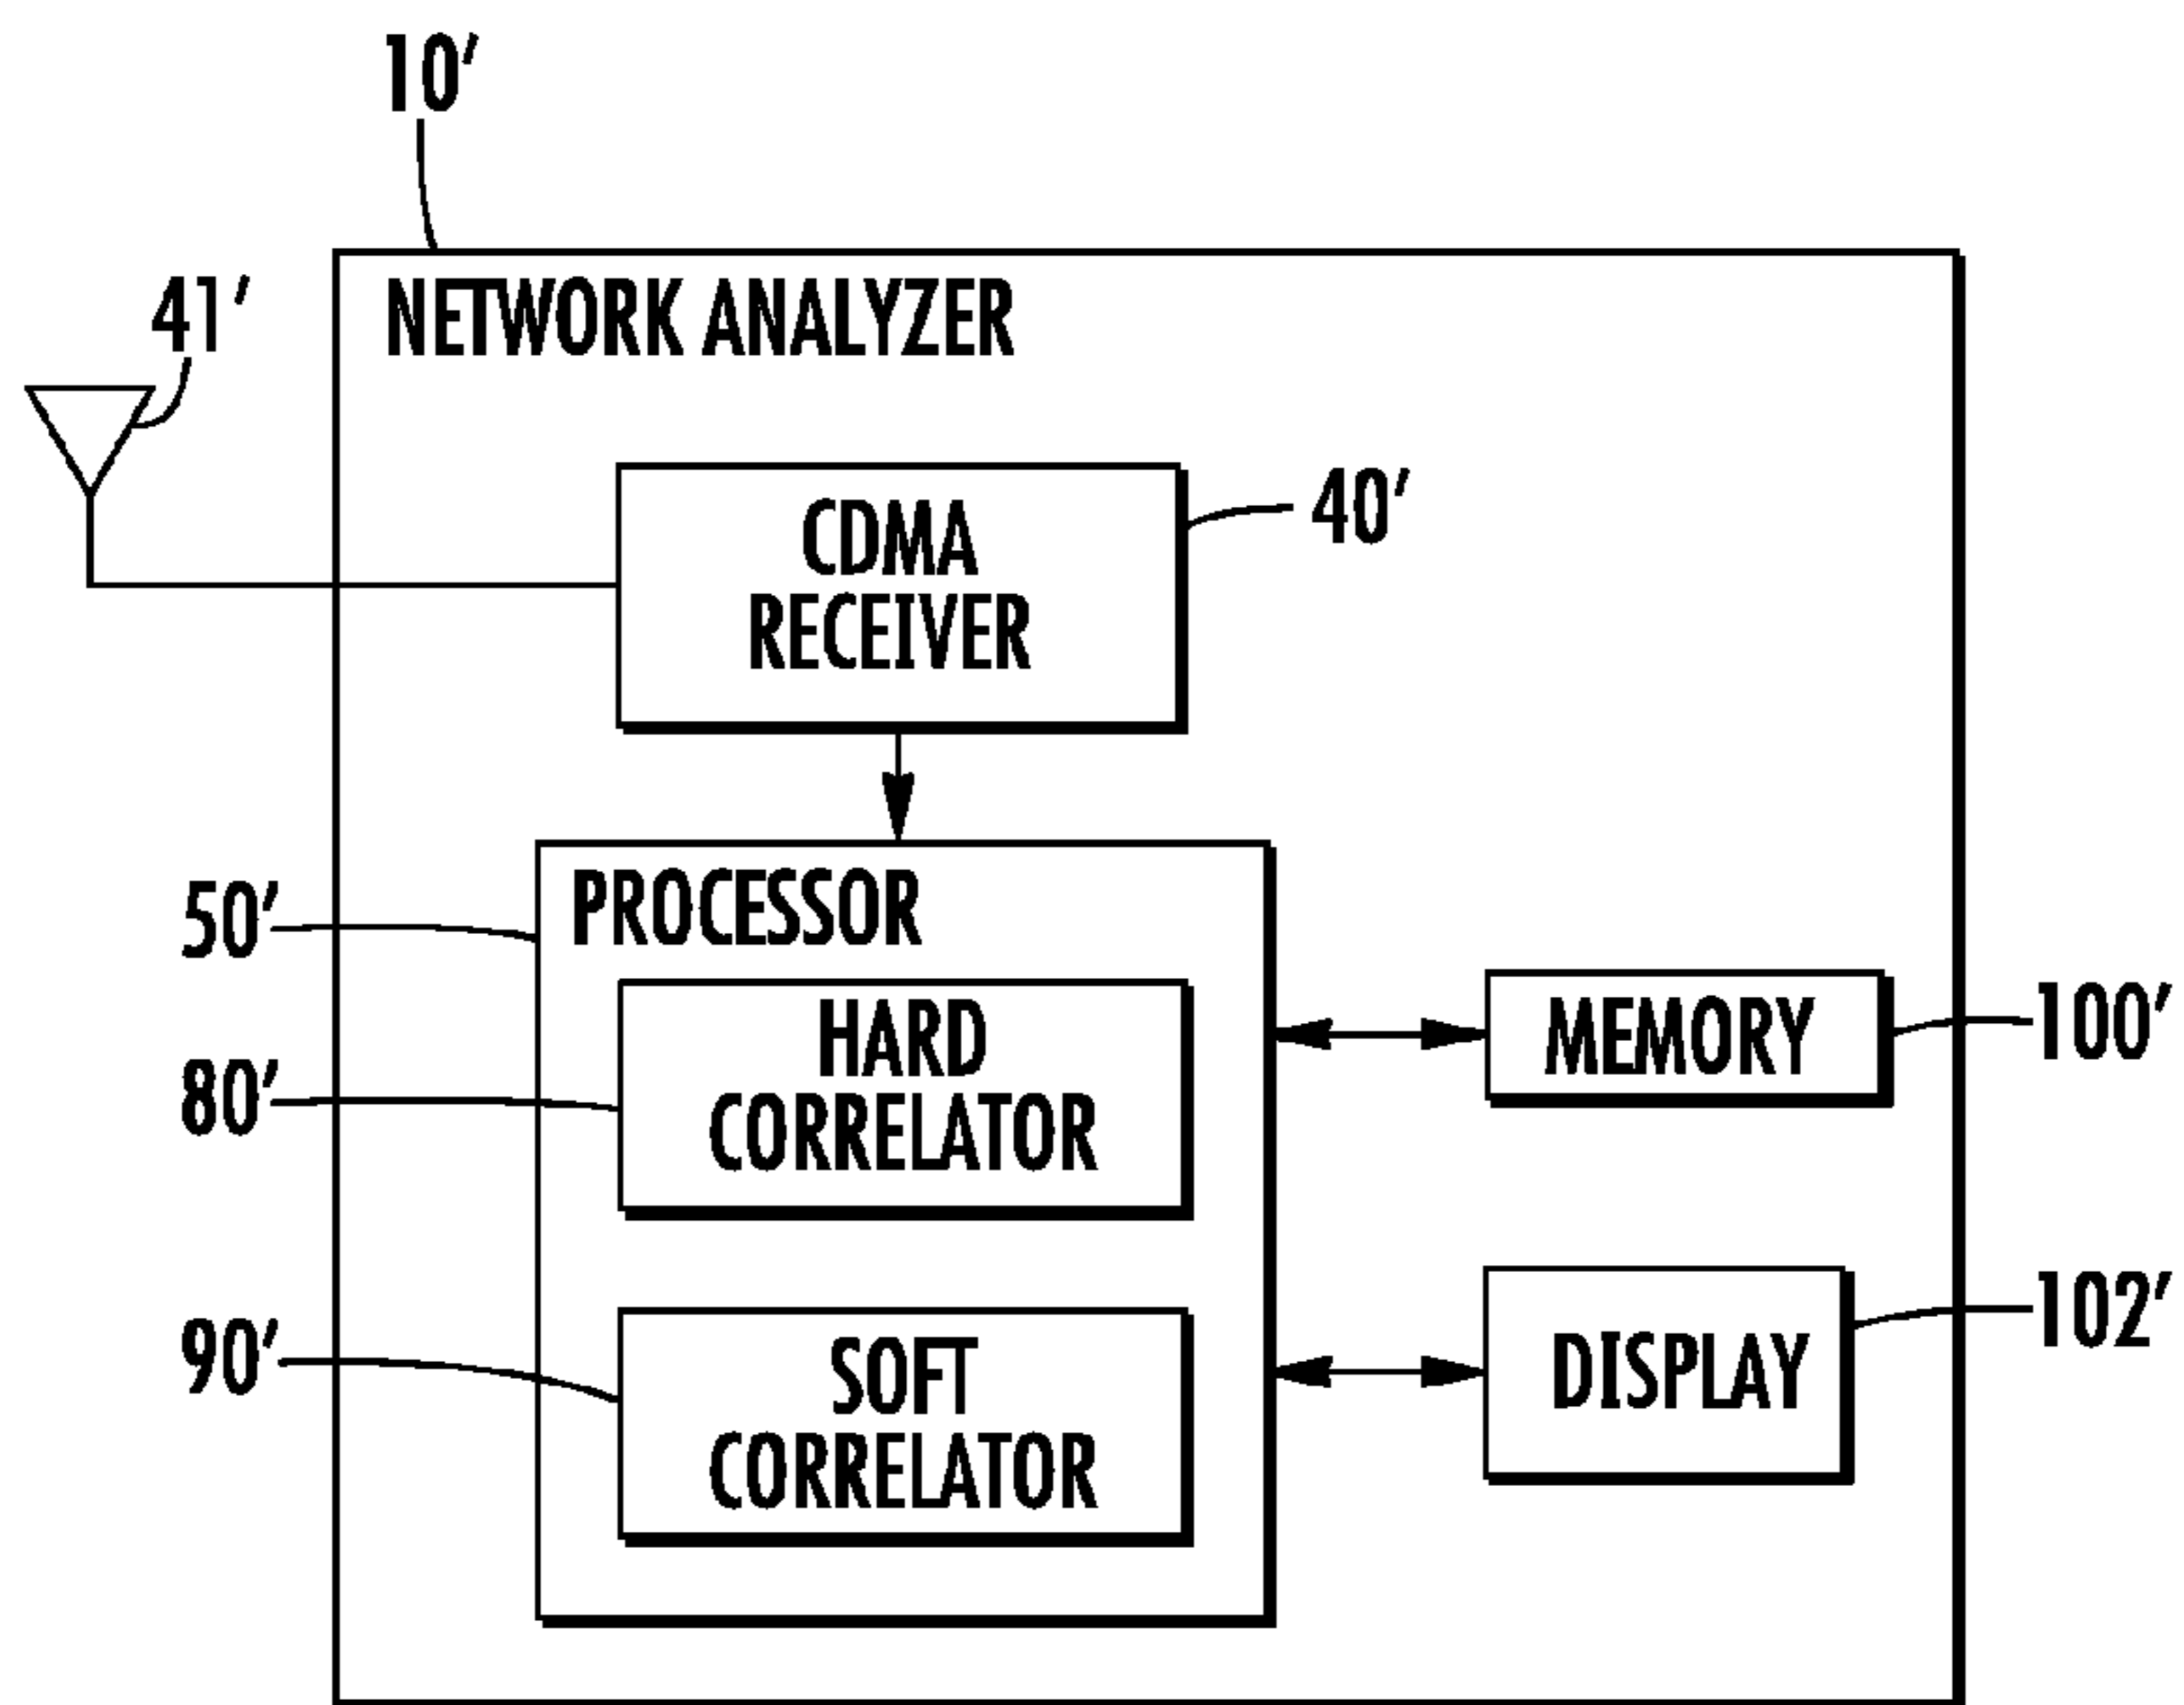 10′
41′
NETWORK ANALYZER
CDMA
RECEIVER
40′
50′
PROCESSOR
80′
HARD
CORRELATOR
MEMORY
100′
90′
SOFT
CORRELATOR
DISPLAY
102′